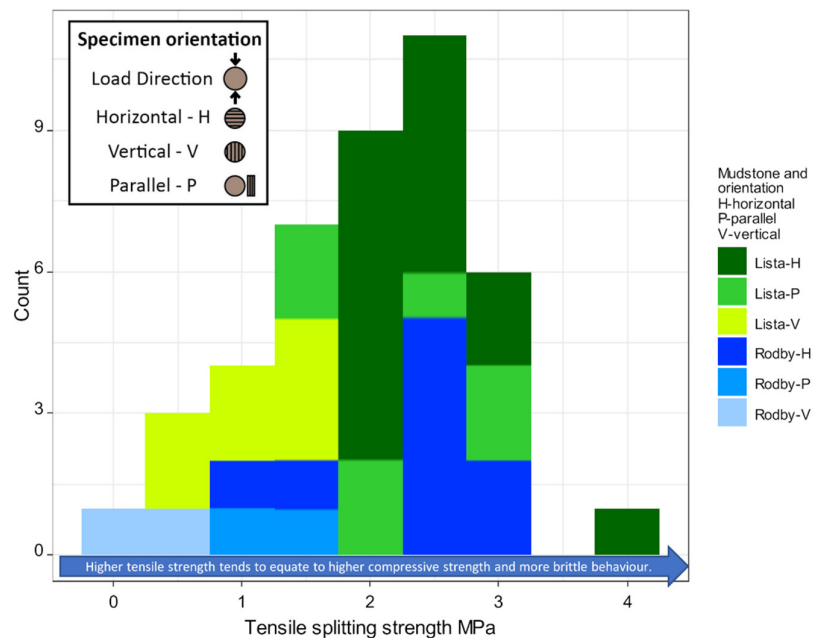 Specimen orientation
Load Direction
Horizontal - H
Vertical - V
Parallel - P
Count
9
6
3
0
Higher tensile strength tends to equate to higher compressive strength and more brittle behaviour.
0 1 2 3 4
Tensile splitting strength MPa
Mudstone and
orientation
H-horizontal
P-parallel
V-vertical
Lista-H
Lista-P
Lista-V
Rodby-H
Rodby-P
Rodby-V